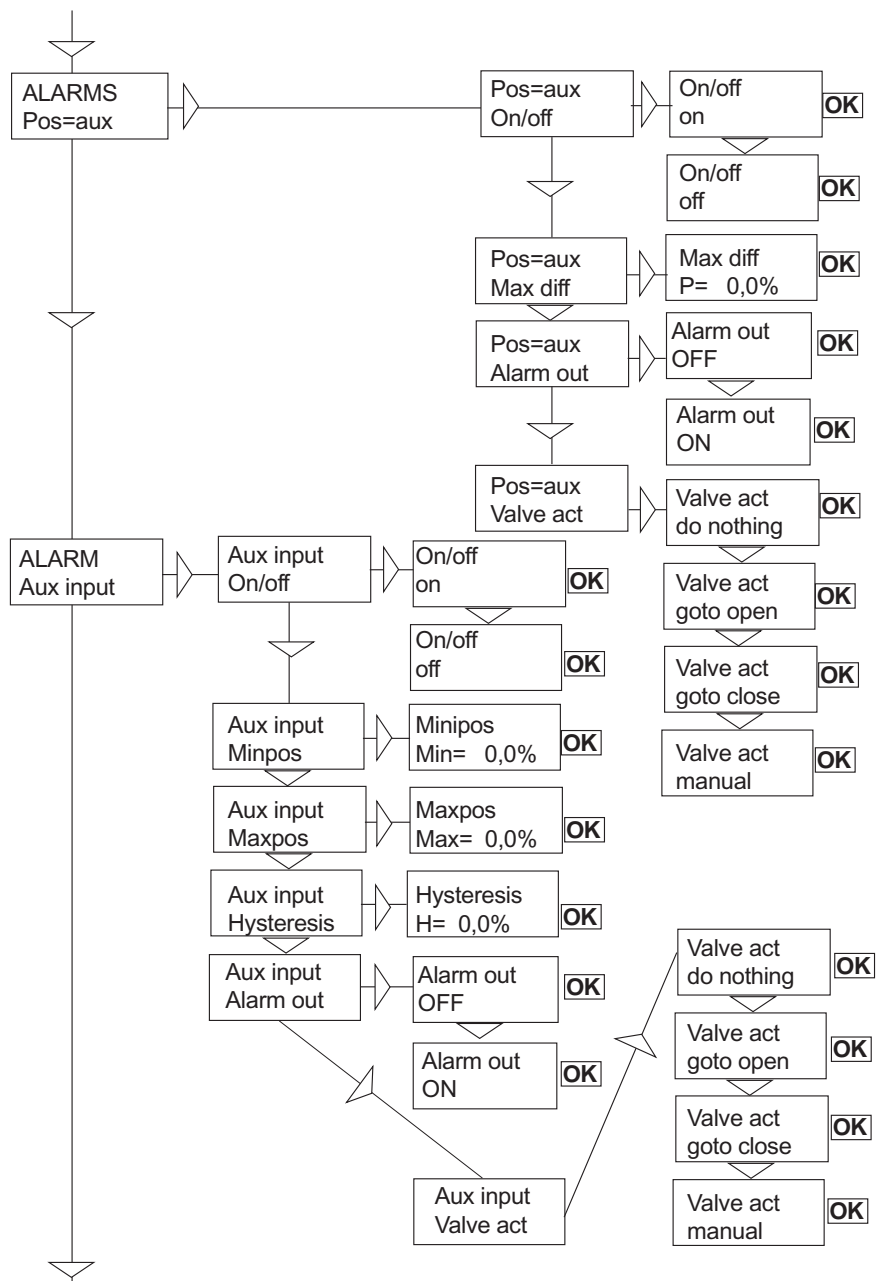 ALARMS
Pos=aux
Pos=aux
On/off
On/off
on
OK
On/off
off
OK
Pos=aux
Max diff
Max diff
P= 0,0%
OK
Pos=aux
Alarm out
Alarm out
OFF
OK
Alarm out
ON
OK
Pos=aux
Valve act
Valve act
do nothing
OK
Valve act
goto open
OK
Valve act
goto close
OK
Valve act
manual
OK
ALARM
Aux input
Aux input
On/off
On/off
on
OK
On/off
off
OK
Aux input
Minpos
Minipos
Min= 0,0%
OK
Aux input
Maxpos
Maxpos
Max= 0,0%
OK
Aux input
Hysteresis
Hysteresis
H= 0,0%
OK
Aux input
Alarm out
Alarm out
OFF
OK
Alarm out
ON
OK
Aux input
Valve act
Valve act
do nothing
OK
Valve act
goto open
OK
Valve act
goto close
OK
Valve act
manual
OK